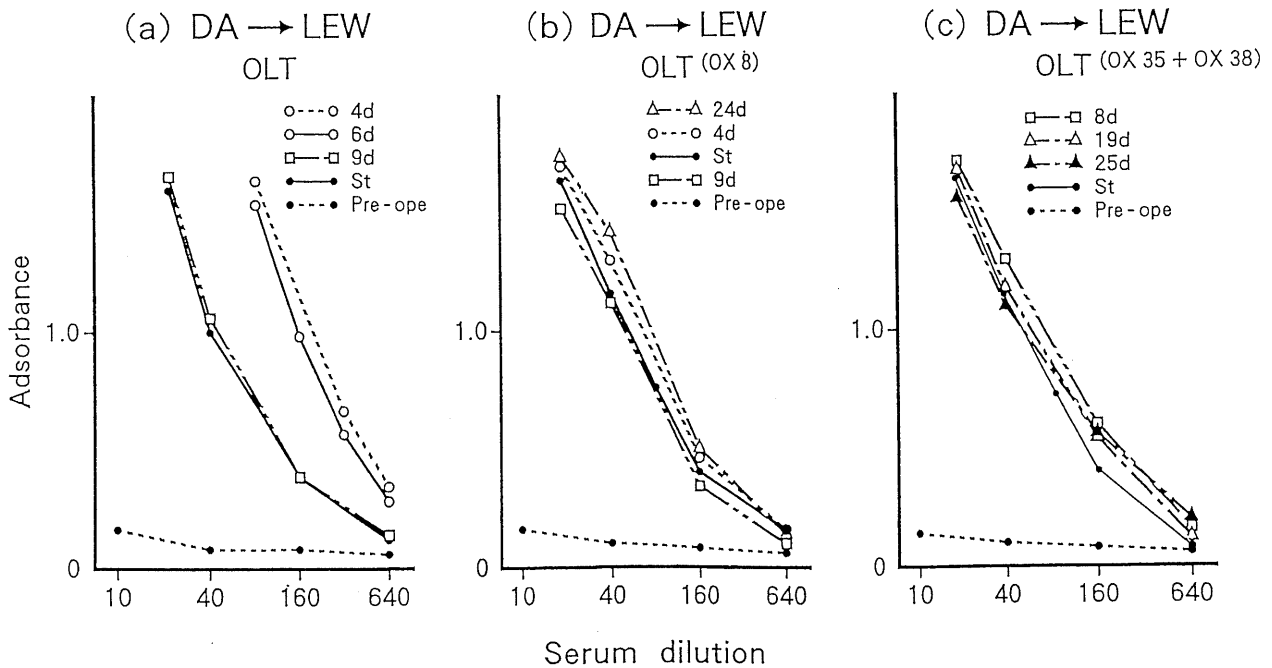 (a) DA → LEW
OLT
4d
6d
9d
St
Pre-ope
(b) DA → LEW
OLT (OX 8)
24d
4d
St
9d
Pre-ope
(c) DA → LEW
OLT (OX 35 + OX 38)
8d
19d
25d
St
Pre-ope
Adsorbance
1.0
0
10 40 160 640
1.0
0
10 40 160 640
1.0
0
10 40 160 640
Serum dilution